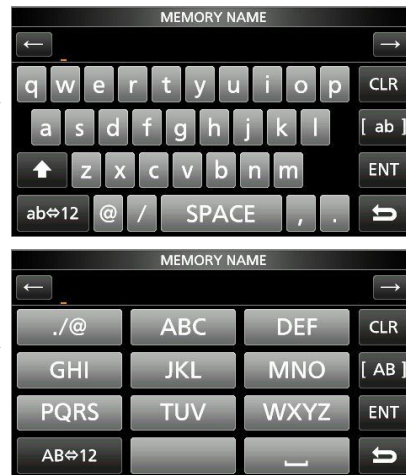 MEMORY NAME
← →
q w e r t y u i o p CLR
a s d f g h j k l [ ab ]
z x c v b n m ENT
ab⇔12 @ / SPACE , .
MEMORY NAME
← →
./@ ABC DEF CLR
GHI JKL MNO [ AB ]
PQRS TUV WXYZ ENT
AB⇔12